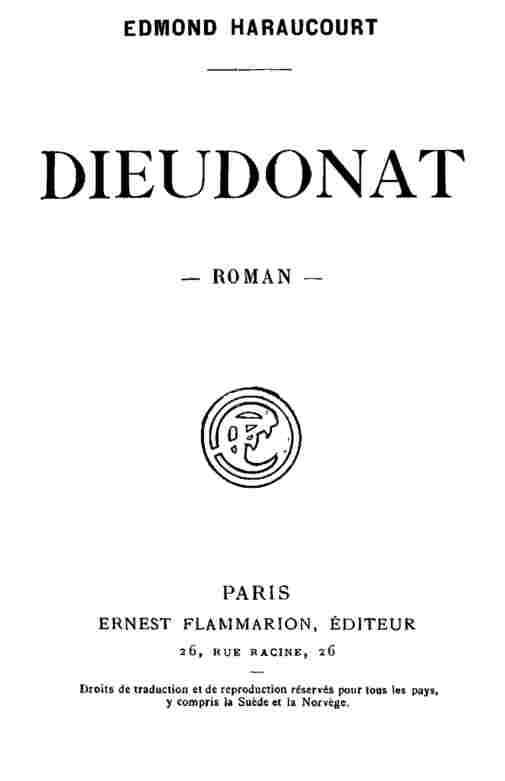 EDMOND HARAUCOURT
DIEUDONAT
— ROMAN —
PARIS
ERNEST FLAMMARION, ÉDITEUR
26, RUE RACINE, 26
Droits de traduction et de reproduction réservés pour tous les pays,
y compris la Suède et la Norvège.